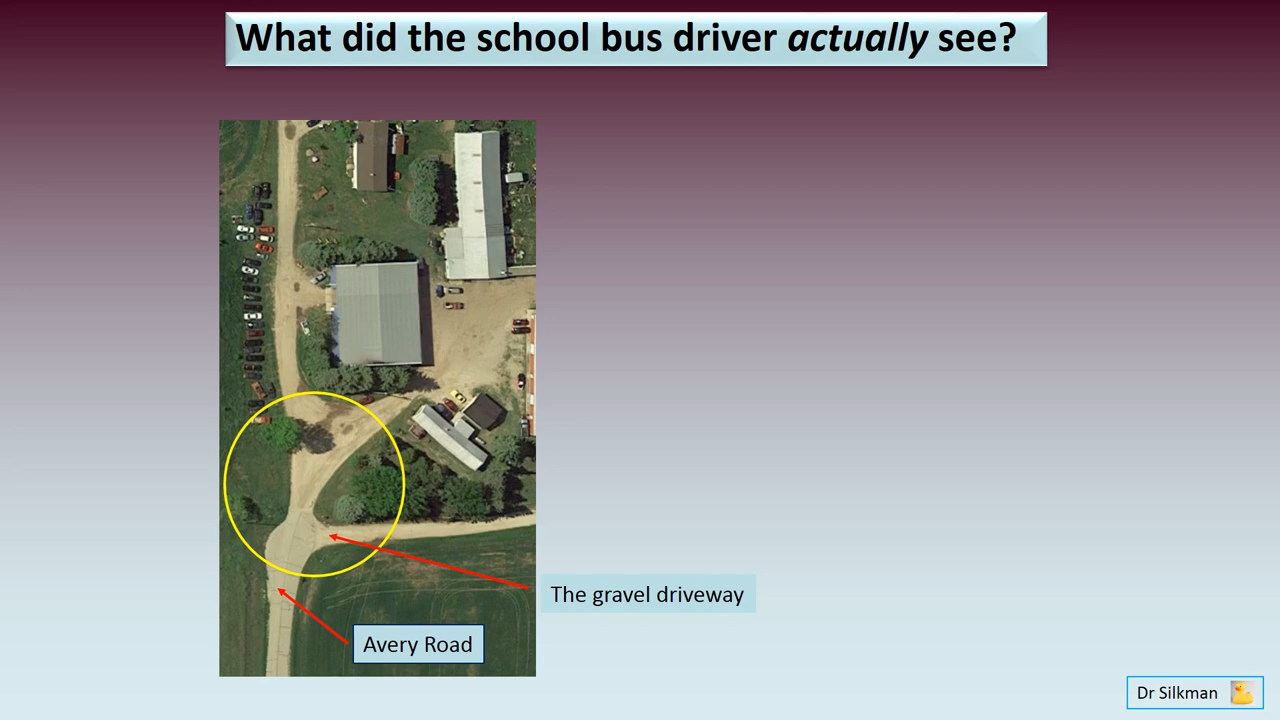 What did the school bus driver actually see?
The gravel driveway
Avery Road
Dr Silkman